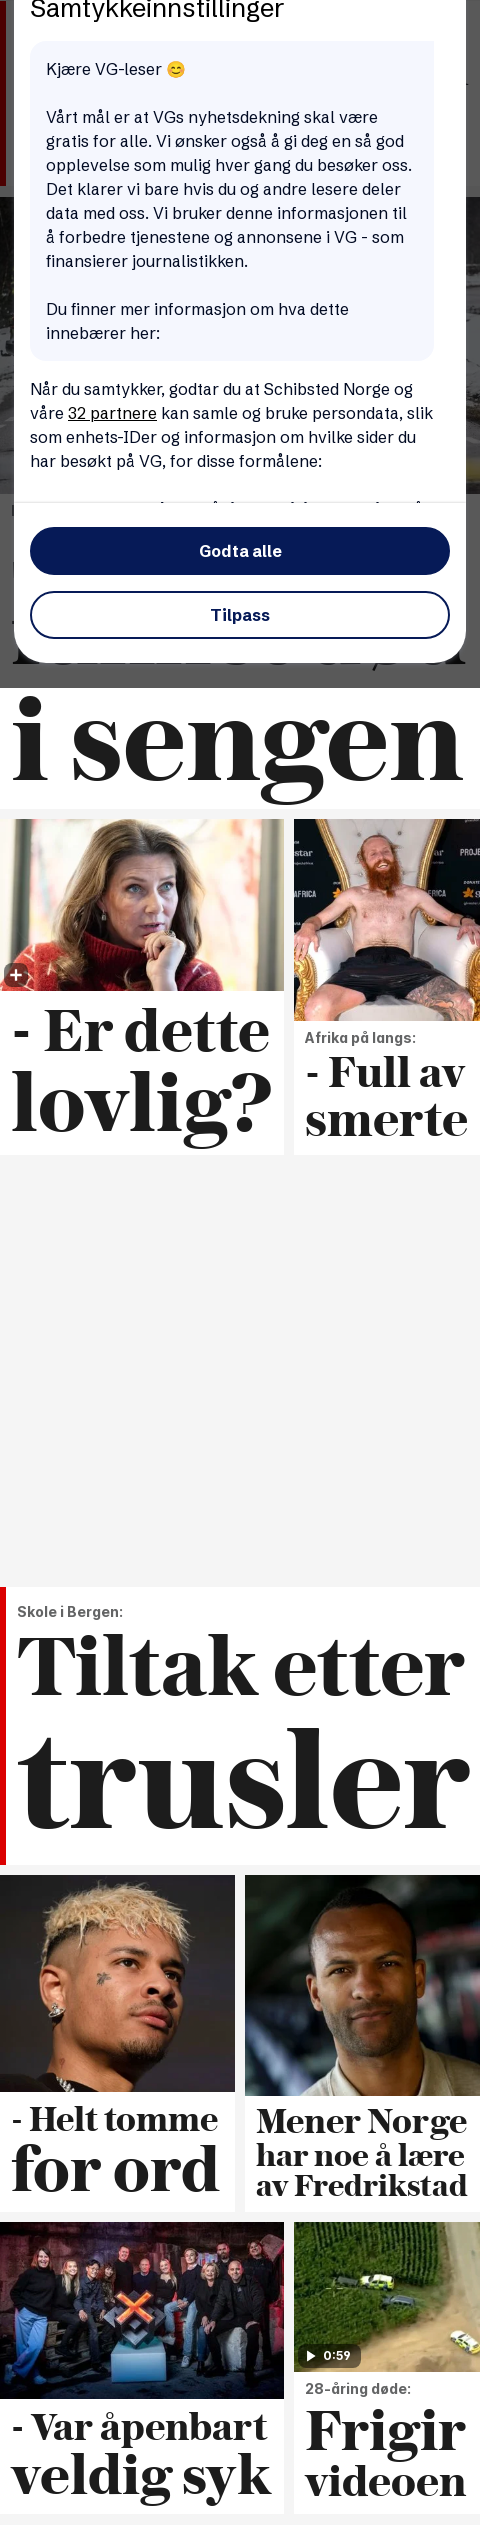 Samtykkeinnstillinger
Kjære VG-leser 😊
Vårt mål er at VGs nyhetsdekning skal være
gratis for alle. Vi ønsker også å gi deg en så god
opplevelse som mulig hver gang du besøker oss.
Det klarer vi bare hvis du og andre lesere deler
data med oss. Vi bruker denne informasjonen til
å forbedre tjenestene og annonsene i VG - som
finansierer journalistikken.
Du finner mer informasjon om hva dette
innebærer her:
Når du samtykker, godtar du at Schibsted Norge og
våre 32 partnere kan samle og bruke persondata, slik
som enhets-IDer og informasjon om hvilke sider du
har besøkt på VG, for disse formålene:
Godta alle
Tilpass
i sengen
- Er dette
lovlig?
Afrika på langs:
- Full av
smerte
Skole i Bergen:
Tiltak etter
trusler
- Helt tomme
for ord
Mener Norge
har noe å lære
av Fredrikstad
- Var åpenbart
veldig syk
0:59
28-åring døde:
Frigir
videoen